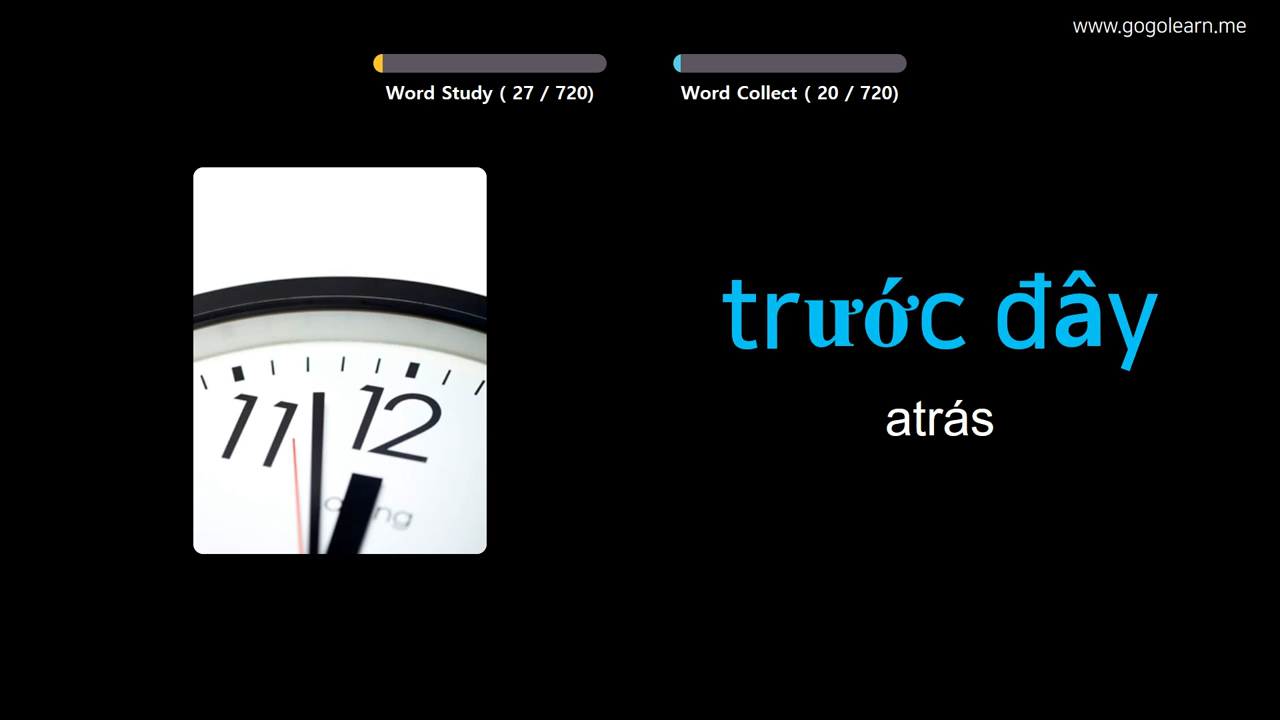 www.gogolearn.me
Word Study ( 27 / 720)
Word Collect ( 20 / 720)
11
12
trước đây
atrás